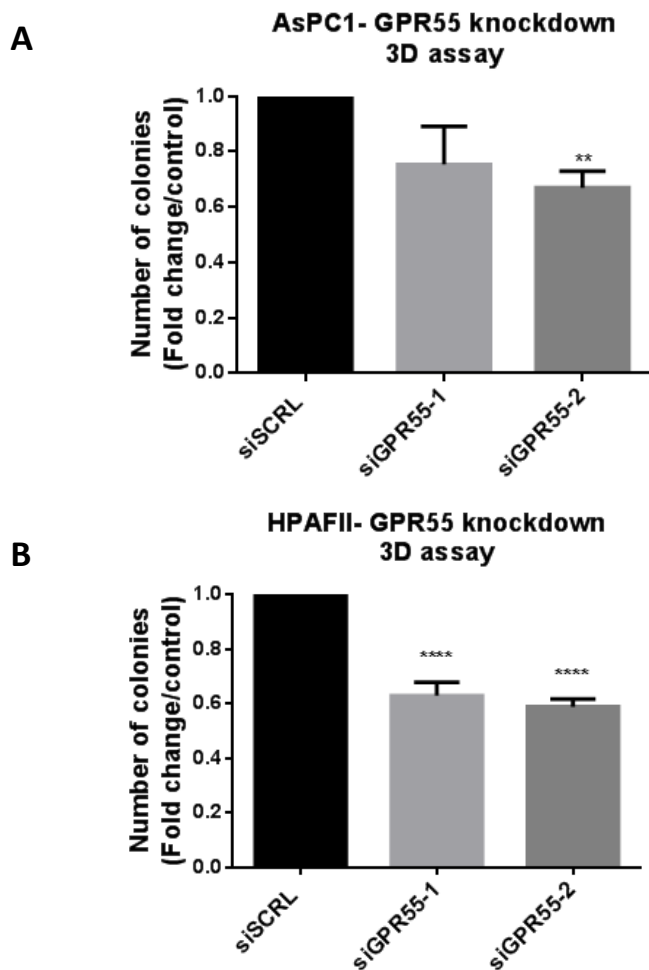 A
AsPC1- GPR55 knockdown
3D assay
Number of colonies
(Fold change/control)
1.0
0.8
0.6
0.4
0.2
0.0
**
siSCRL
siGPR55-1
siGPR55-2
B
HPAFII- GPR55 knockdown
3D assay
Number of colonies
(Fold change/control)
1.0
0.8
0.6
0.4
0.2
0.0
****
****
siSCRL
siGPR55-1
siGPR55-2